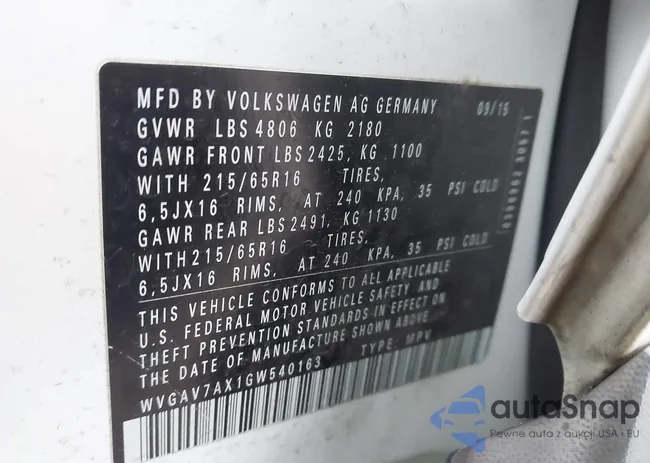 MFD BY VOLKSWAGEN AG GERMANY 09/15
GVWR LBS 4806 KG 2180
GAWR FRONT LBS 2425, KG 1100
WITH 215/65R16 TIRES,
6,5JX16 RIMS, AT 240 KPA, 35 PSI COLD
GAWR REAR LBS 2491, KG 1130
WITH 215/65R16 TIRES,
6,5JX16 RIMS, AT 240 KPA, 35 PSI COLD
THIS VEHICLE CONFORMS TO ALL APPLICABLE
U.S. FEDERAL MOTOR VEHICLE SAFETY AND
THEFT PREVENTION STANDARDS IN EFFECT ON
THE DATE OF MANUFACTURE SHOWN ABOVE.
WVGAV7AX1GW540163 TYPE: MPV
autoSnap
Pewne auta z aukcji USA i EU